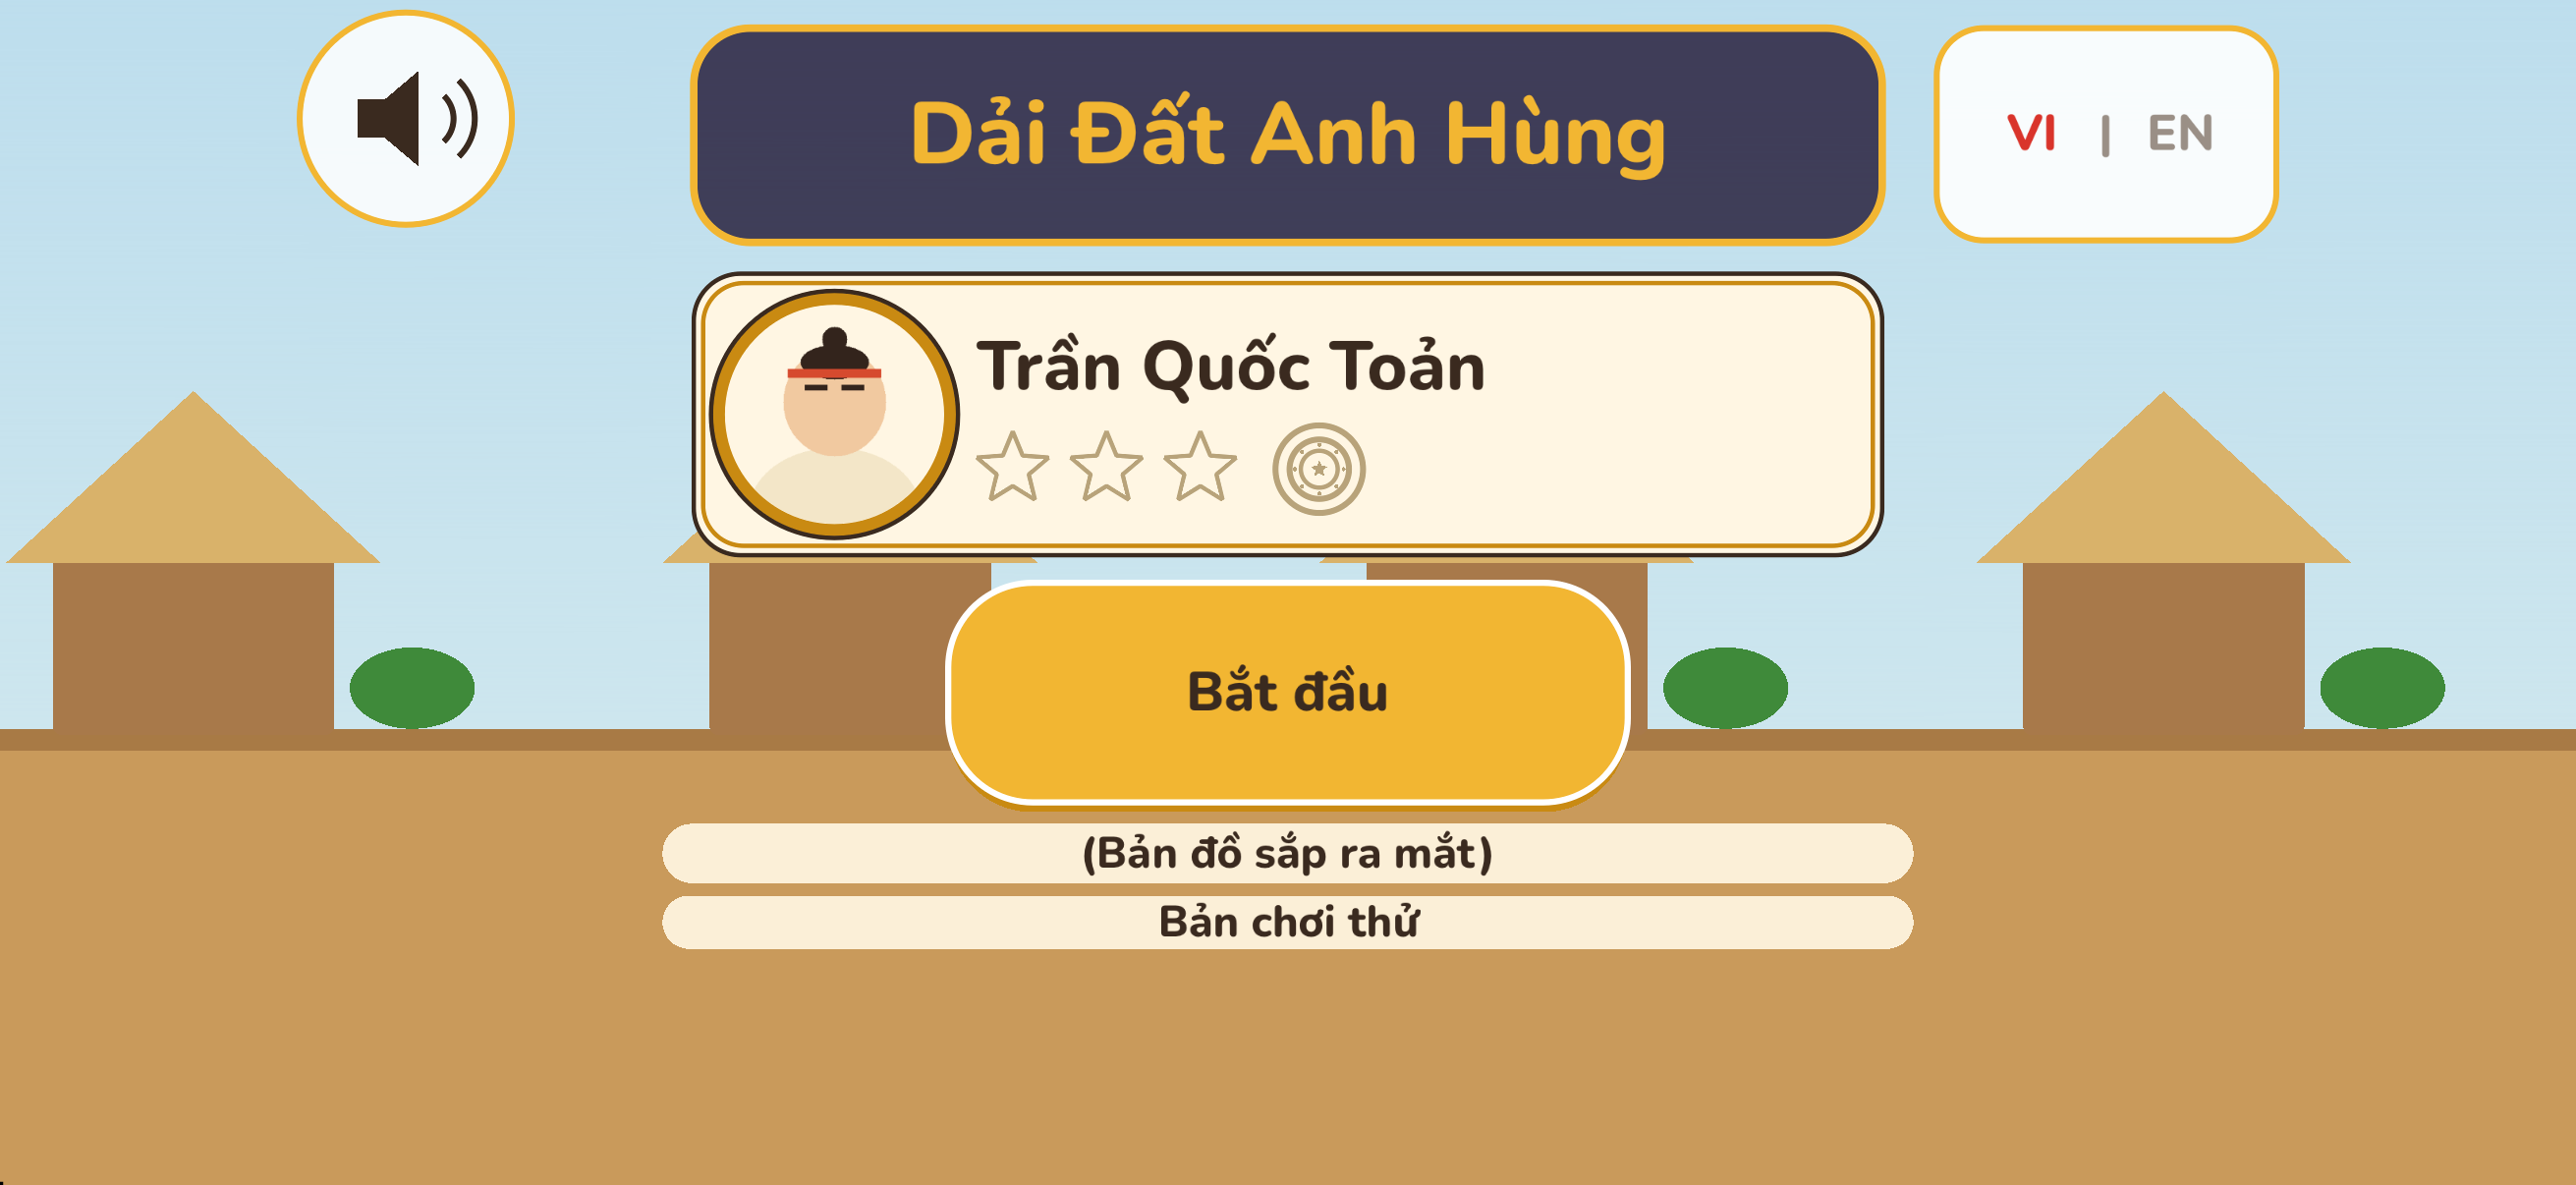 Dải Đất Anh Hùng
VI | EN
Trần Quốc Toản
Bắt đầu
(Bản đồ sắp ra mắt)
Bản chơi thử